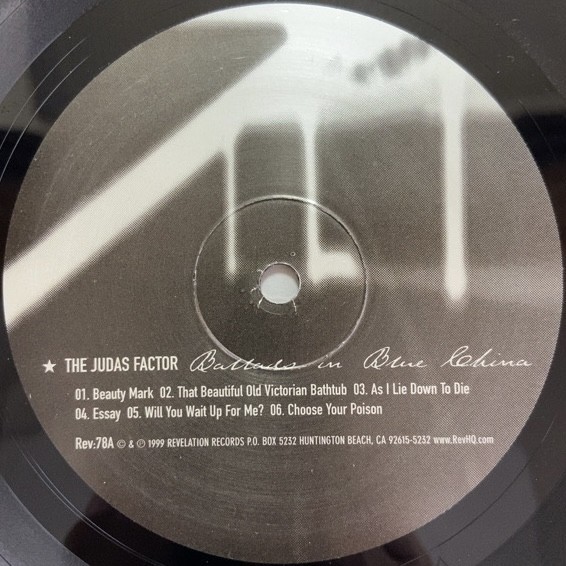 ★ THE JUDAS FACTOR Ballads in Blue China
01. Beauty Mark 02. That Beautiful Old Victorian Bathtub 03. As I Lie Down To Die
04. Essay 05. Will You Wait Up For Me? 06. Choose Your Poison
Rev:78A © & ℗ 1999 REVELATION RECORDS P.O. BOX 5232 HUNTINGTON BEACH, CA 92615-5232 www.RevHQ.com